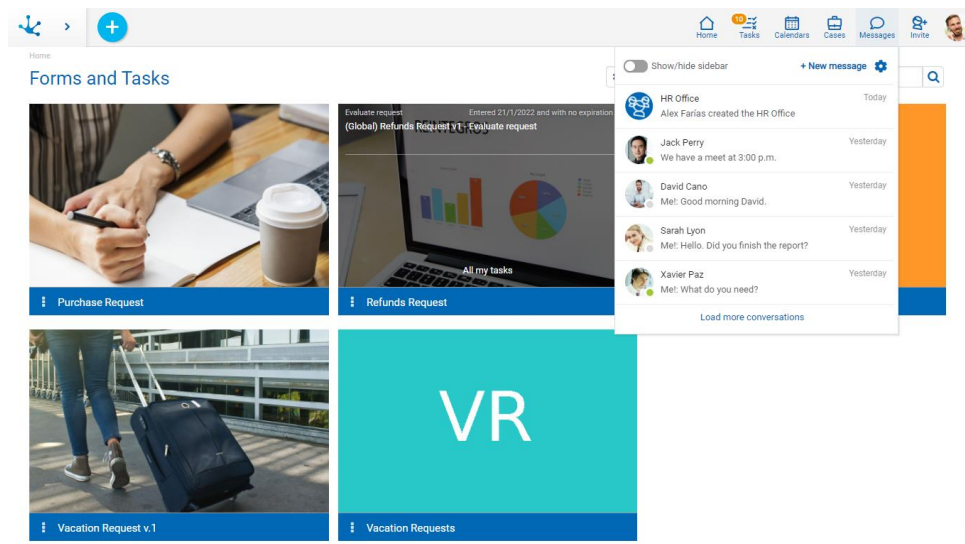 10
Home
Tasks
Calendars
Cases
Messages
Invite
Home
Forms and Tasks
Show/hide sidebar
+ New message
HR Office
Today
Alex Farías created the HR Office
Jack Perry
Yesterday
We have a meet at 3:00 p.m.
David Cano
Yesterday
Me!: Good morning David.
Sarah Lyon
Yesterday
Me!: Hello. Did you finish the report?
Xavier Paz
Yesterday
Me!: What do you need?
Load more conversations
Evaluate request
Entered 21/1/2022 and with no expiration
(Global) Refunds Request v1 - Evaluate request
REINTEGROS
All my tasks
Purchase Request
Refunds Request
VR
Vacation Request v.1
Vacation Requests